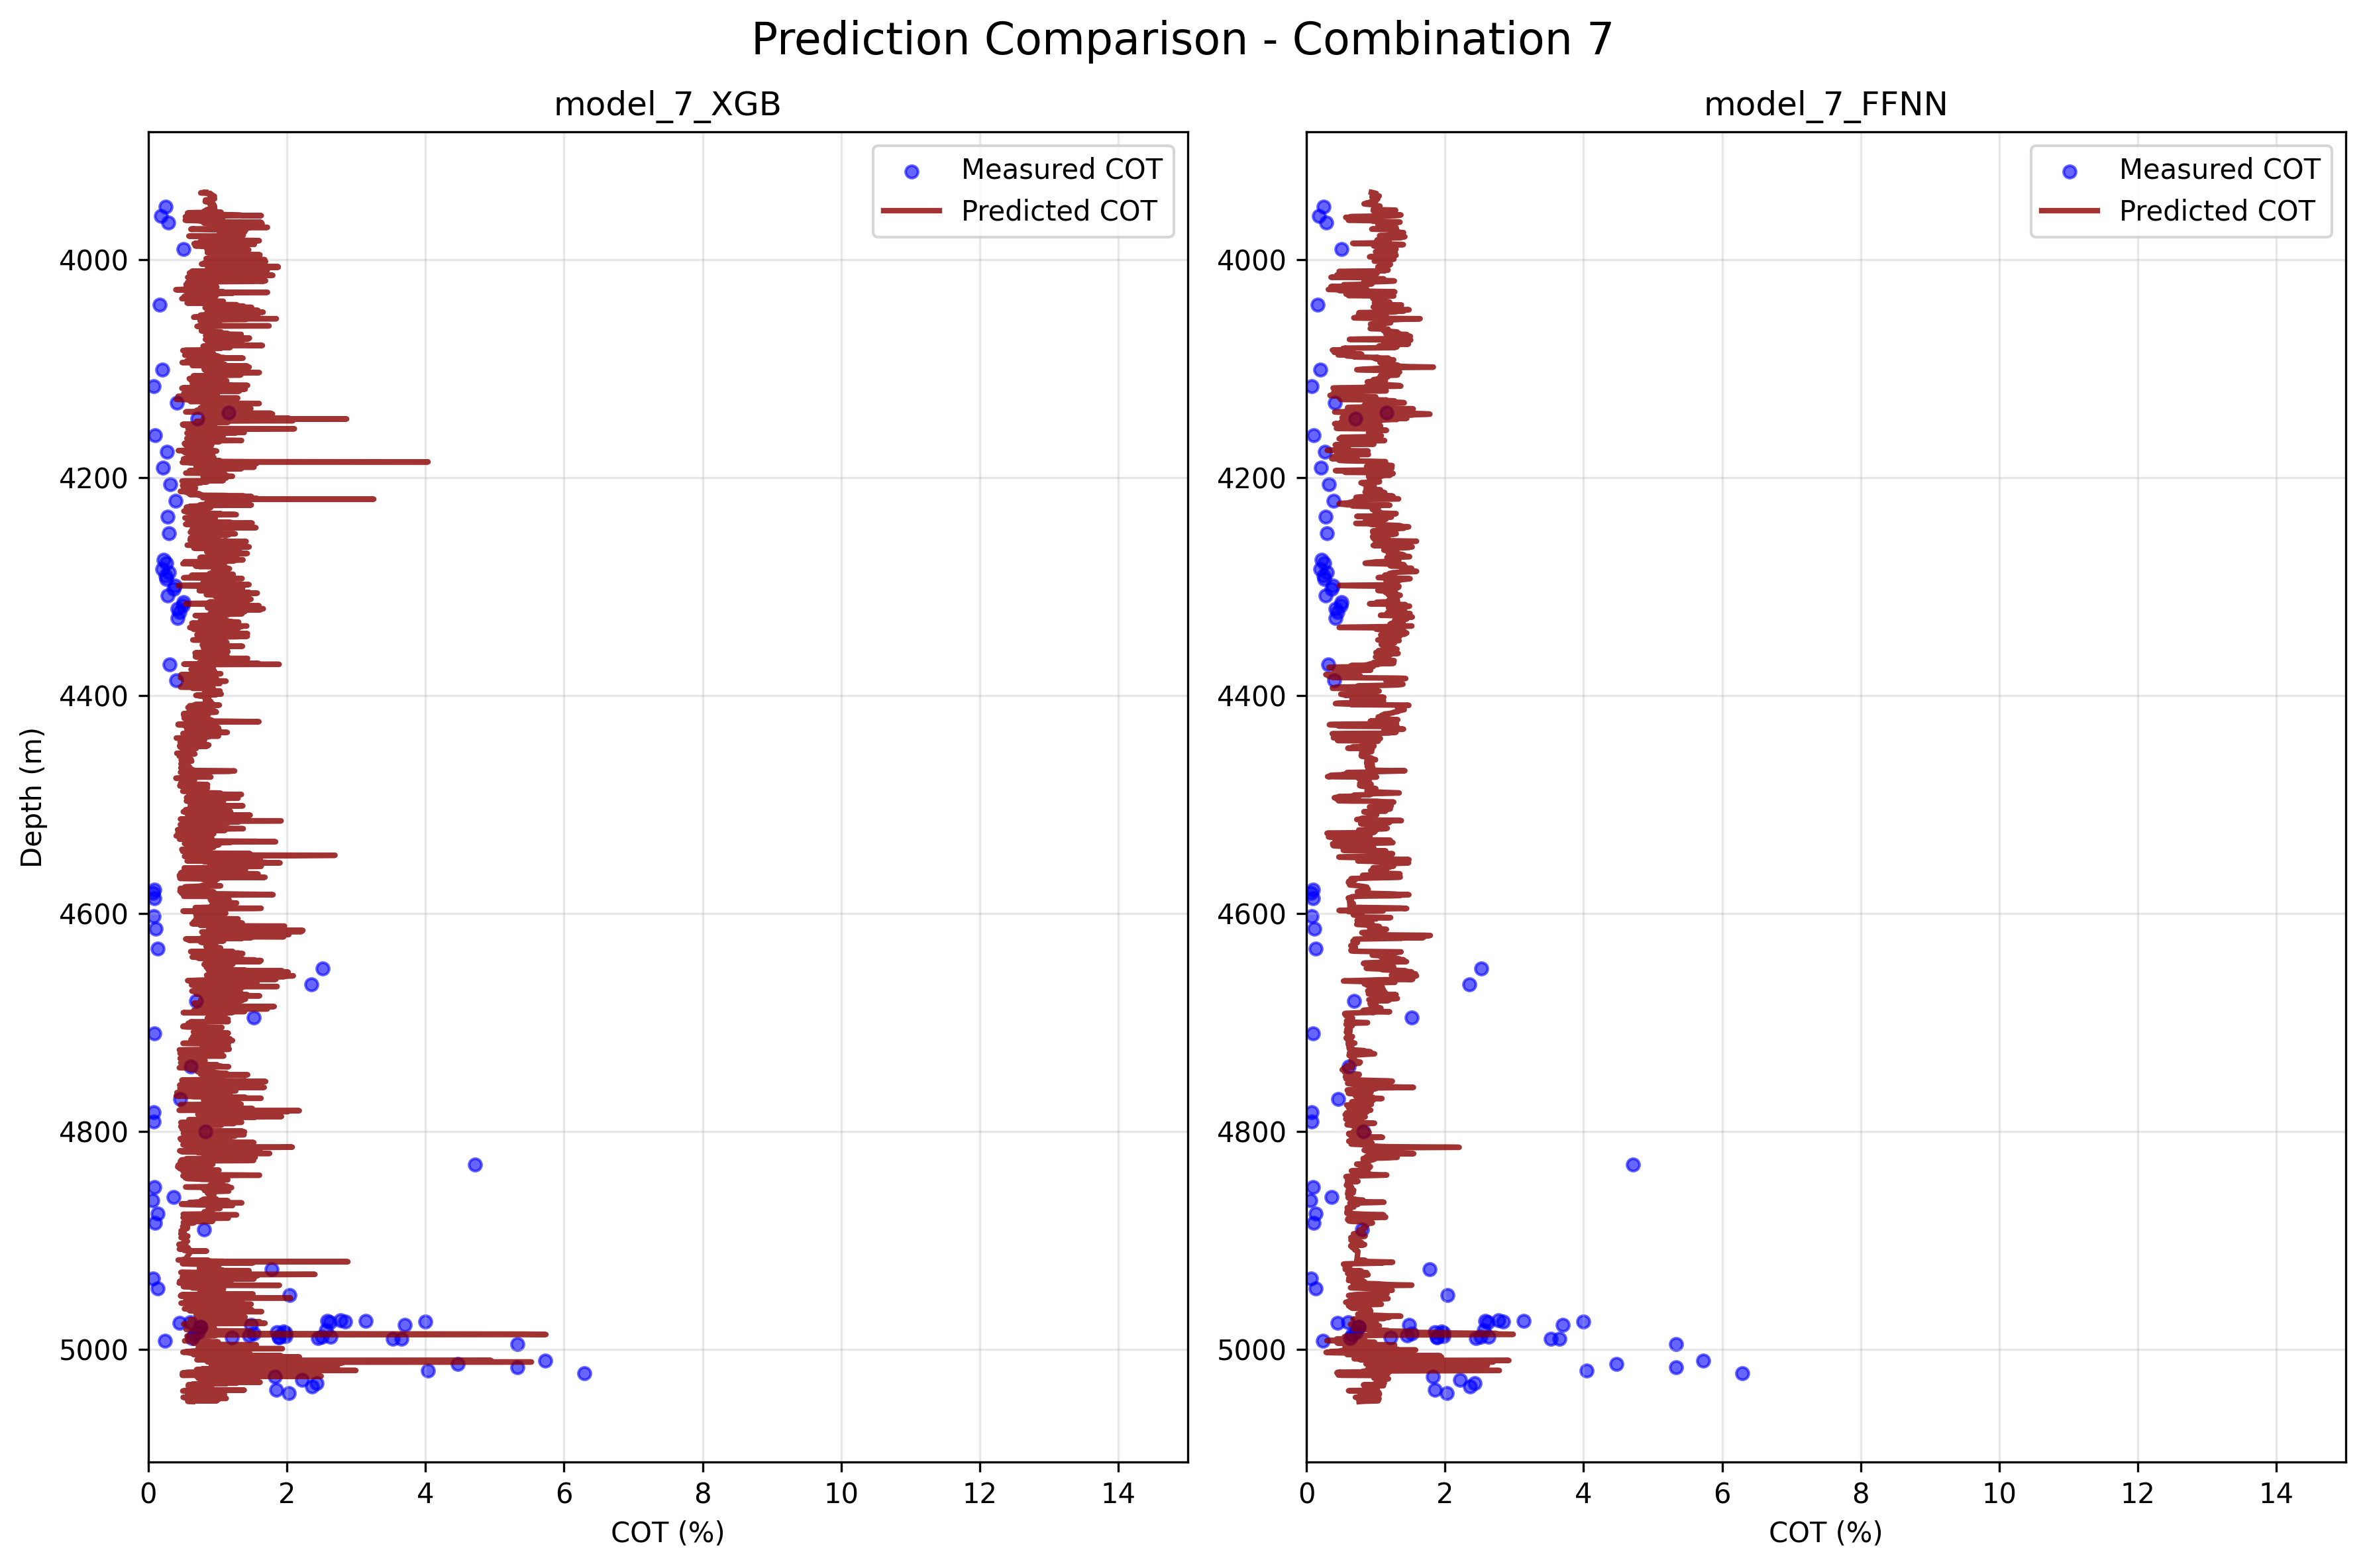 Prediction Comparison - Combination 7
model_7_XGB
Measured COT
Predicted COT
4000
4200
4400
4600
4800
5000
Depth (m)
0 2 4 6 8 10 12 14
COT (%)
model_7_FFNN
Measured COT
Predicted COT
4000
4200
4400
4600
4800
5000
0 2 4 6 8 10 12 14
COT (%)